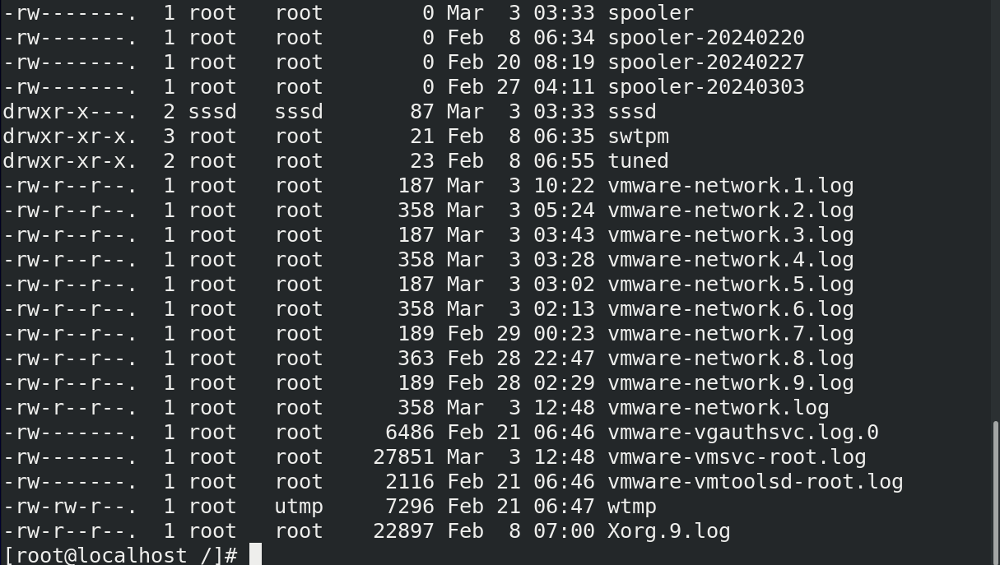 -rw-------.  1 root   root        0 Mar  3 03:33 spooler
-rw-------.  1 root   root        0 Feb  8 06:34 spooler-20240220
-rw-------.  1 root   root        0 Feb 20 08:19 spooler-20240227
-rw-------.  1 root   root        0 Feb 27 04:11 spooler-20240303
drwxr-x---.  2 sssd   sssd       87 Mar  3 03:33 sssd
drwxr-xr-x.  3 root   root       21 Feb  8 06:35 swtpm
drwxr-xr-x.  2 root   root       23 Feb  8 06:55 tuned
-rw-r--r--.  1 root   root      187 Mar  3 10:22 vmware-network.1.log
-rw-r--r--.  1 root   root      358 Mar  3 05:24 vmware-network.2.log
-rw-r--r--.  1 root   root      187 Mar  3 03:43 vmware-network.3.log
-rw-r--r--.  1 root   root      358 Mar  3 03:28 vmware-network.4.log
-rw-r--r--.  1 root   root      187 Mar  3 03:02 vmware-network.5.log
-rw-r--r--.  1 root   root      358 Mar  3 02:13 vmware-network.6.log
-rw-r--r--.  1 root   root      189 Feb 29 00:23 vmware-network.7.log
-rw-r--r--.  1 root   root      363 Feb 28 22:47 vmware-network.8.log
-rw-r--r--.  1 root   root      189 Feb 28 02:29 vmware-network.9.log
-rw-r--r--.  1 root   root      358 Mar  3 12:48 vmware-network.log
-rw-------.  1 root   root     6486 Feb 21 06:46 vmware-vgauthsvc.log.0
-rw-------.  1 root   root    27851 Mar  3 12:48 vmware-vmsvc-root.log
-rw-------.  1 root   root     2116 Feb 21 06:46 vmware-vmtoolsd-root.log
-rw-rw-r--.  1 root   utmp     7296 Feb 21 06:47 wtmp
-rw-r--r--.  1 root   root    22897 Feb  8 07:00 Xorg.9.log
[root@localhost /]#